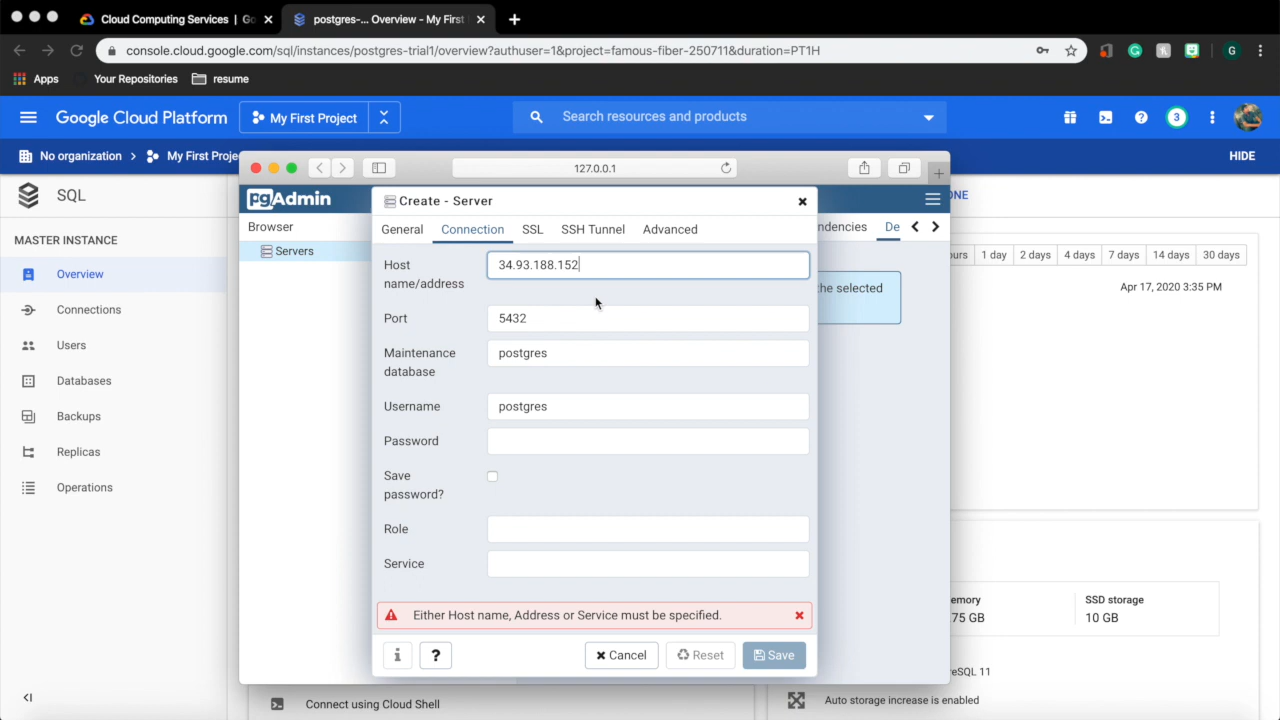 Cloud Computing Services | Go
postgres-... Overview - My First
console.cloud.google.com/sql/instances/postgres-trial1/overview?authuser=1&project=famous-fiber-250711&duration=PT1H
G
Apps
Your Repositories
resume
Google Cloud Platform
My First Project
Search resources and products
3
No organization
My First Proje
HIDE
127.0.0.1
SQL
pgAdmin
Create - Server
ONE
Browser
General
Connection
SSL
SSH Tunnel
Advanced
ndencies
De
MASTER INSTANCE
Servers
ours
1 day
2 days
4 days
7 days
14 days
30 days
Overview
Host
name/address
34.93.188.152
the selected
Apr 17, 2020 3:35 PM
Connections
Port
5432
Users
Maintenance
database
postgres
Databases
Username
postgres
Backups
Password
Replicas
Save
password?
Operations
Role
Service
emory
75 GB
SSD storage
10 GB
Either Host name, Address or Service must be specified.
i
?
Cancel
Reset
Save
eSQL 11
Connect using Cloud Shell
Auto storage increase is enabled